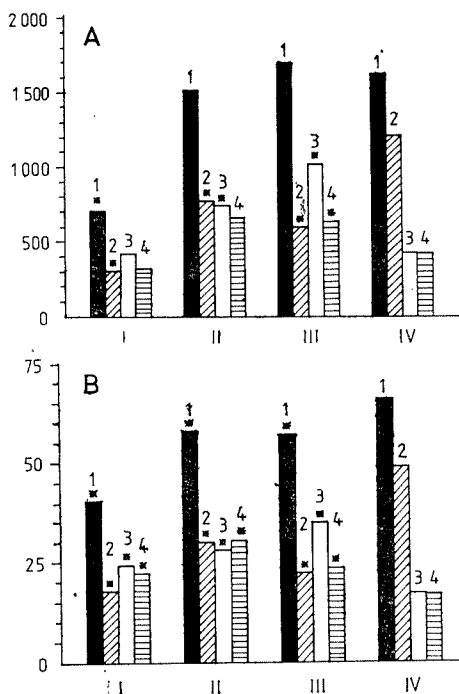 2 000
A
1 500
1 000
500
0
1 2 3 4
1 2 3 4
1 2 3 4
1 2 3 4
I II III IV
75
B
50
25
0
1 2 3 4
1 2 3 4
1 2 3 4
1 2 3 4
I II III IV